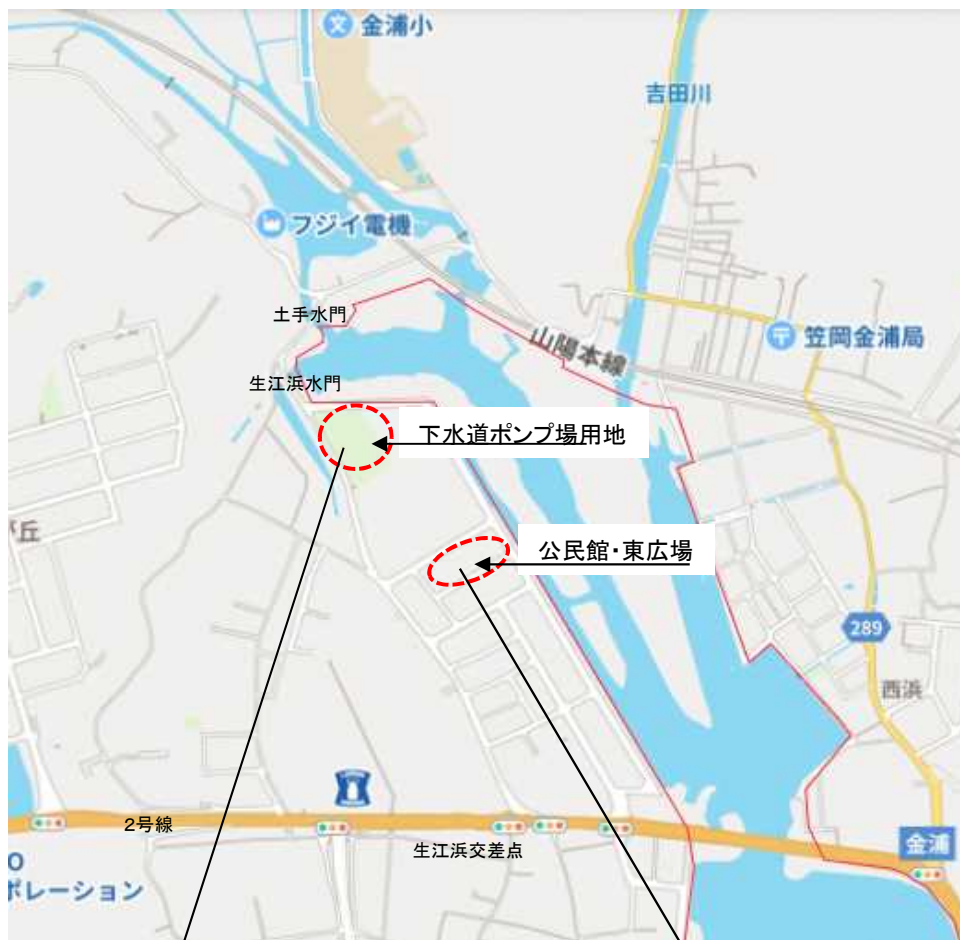 金浦小
吉田川
フジイ電機
土手水門
山陽本線
笠岡金浦局
生江浜水門
下水道ポンプ場用地
丘
公民館・東広場
289
西浜
2号線
生江浜交差点
金浦
ポレーション